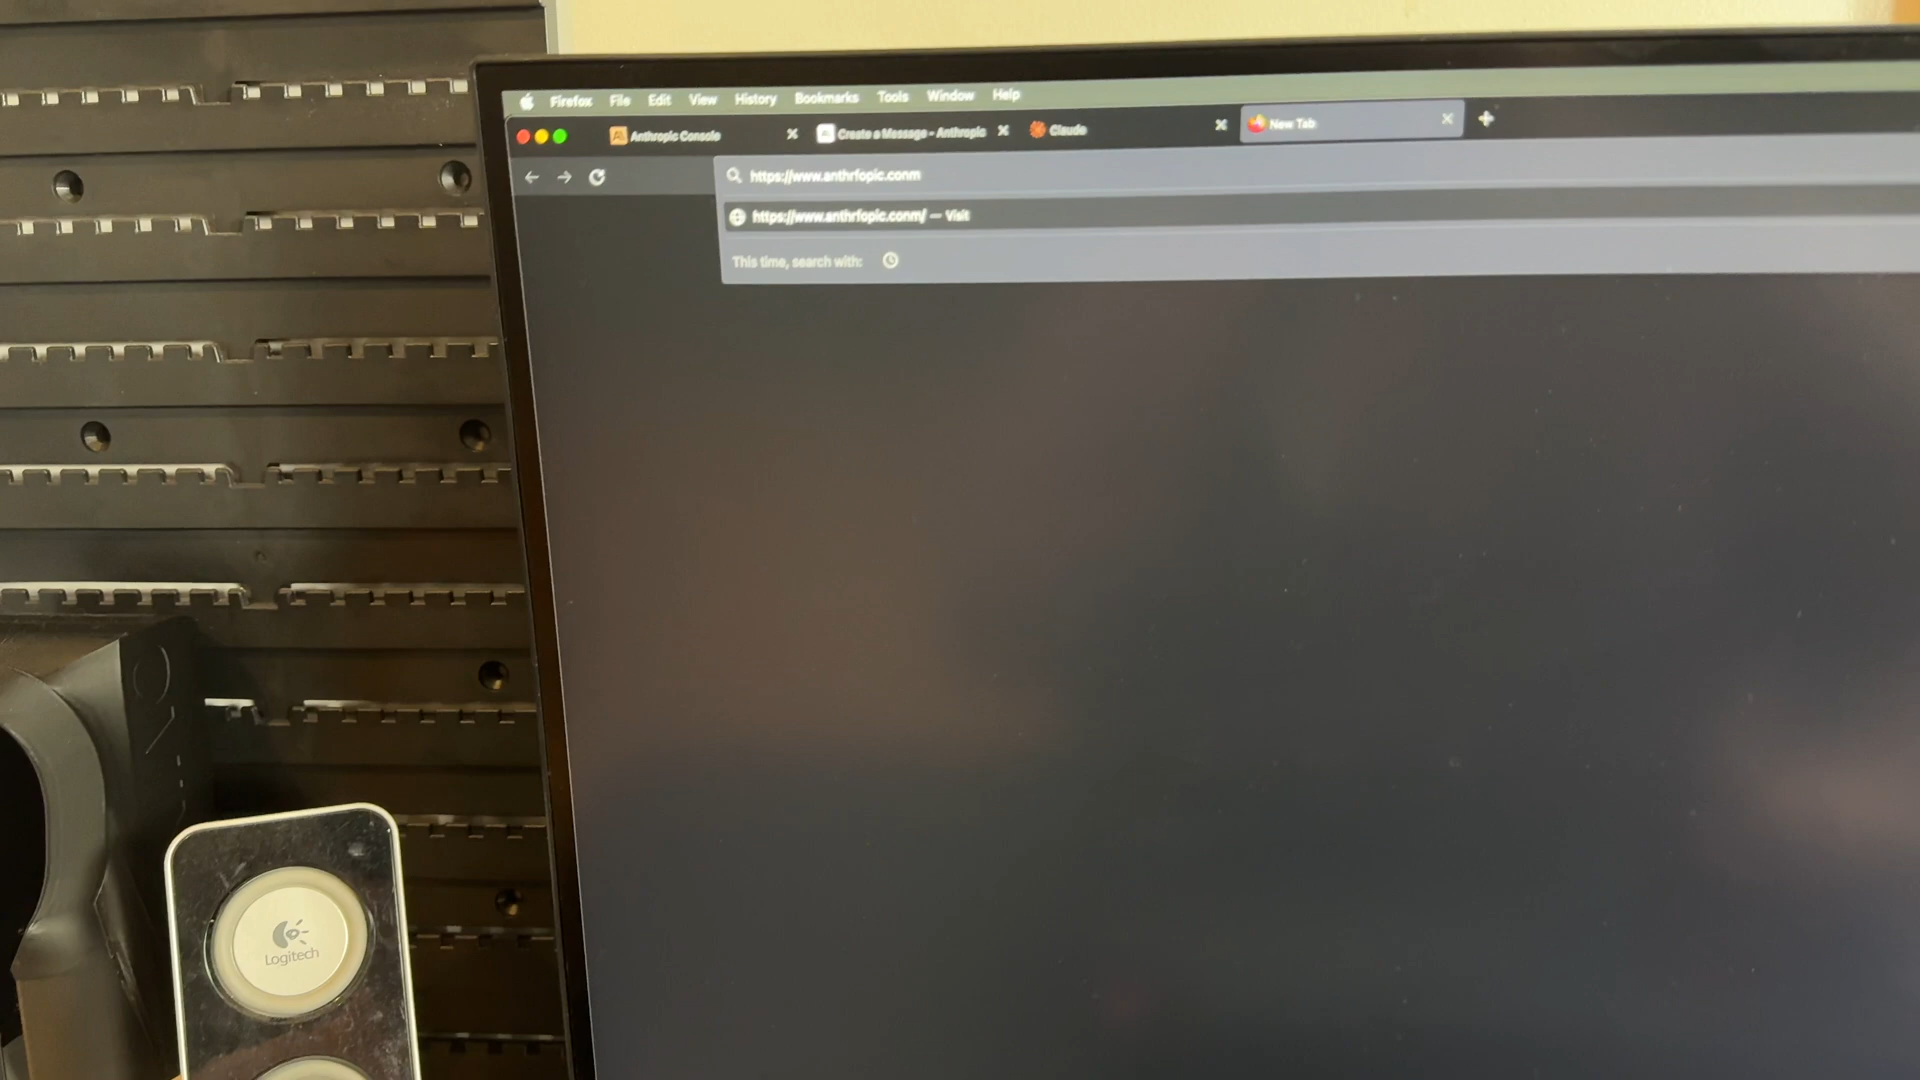 Firefox File Edit View History Bookmarks Tools Window Help
Anthropic Console Create a Message - Anthropic Claude New Tab
https://www.anthrfopic.conm
https://www.anthrfopic.conm/ — Visit
This time, search with:
Logitech